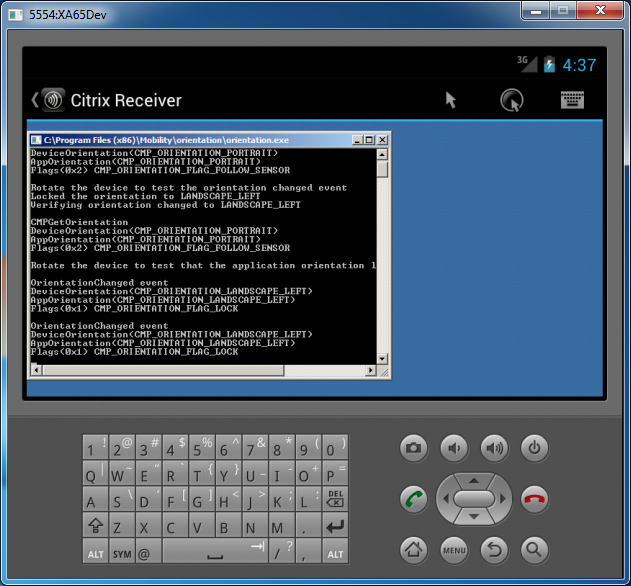 5554:XA65Dev
3G 4:37
Citrix Receiver
C:\Program Files (x86)\Mobility\orientation\orientation.exe
DeviceOrientation(CMP_ORIENTATION_PORTRAIT)
AppOrientation(CMP_ORIENTATION_PORTRAIT)
Flags(0x2) CMP_ORIENTATION_FLAG_FOLLOW_SENSOR
Rotate the device to test the orientation changed event
Locked the orientation to LANDSCAPE_LEFT
Verifying orientation changed to LANDSCAPE_LEFT
CMPGetOrientation
DeviceOrientation(CMP_ORIENTATION_PORTRAIT)
AppOrientation(CMP_ORIENTATION_PORTRAIT)
Flags(0x2) CMP_ORIENTATION_FLAG_FOLLOW_SENSOR
Rotate the device to test that the application orientation l
OrientationChanged event
DeviceOrientation(CMP_ORIENTATION_LANDSCAPE_LEFT)
AppOrientation(CMP_ORIENTATION_LANDSCAPE_LEFT)
Flags(0x1) CMP_ORIENTATION_FLAG_LOCK
OrientationChanged event
DeviceOrientation(CMP_ORIENTATION_LANDSCAPE_LEFT)
AppOrientation(CMP_ORIENTATION_LANDSCAPE_LEFT)
Flags(0x1) CMP_ORIENTATION_FLAG_LOCK
1 ! 2 @ 3 # 4 $ 5 % 6 ^ 7 & 8 * 9 ( 0 )
Q | W ~ E " R ` T { Y } U _ I - O + P =
A S \ D ' F [ G ] H < J > K ; L : DEL
Z X C V B N M .
ALT SYM @ / ? , ALT
MENU